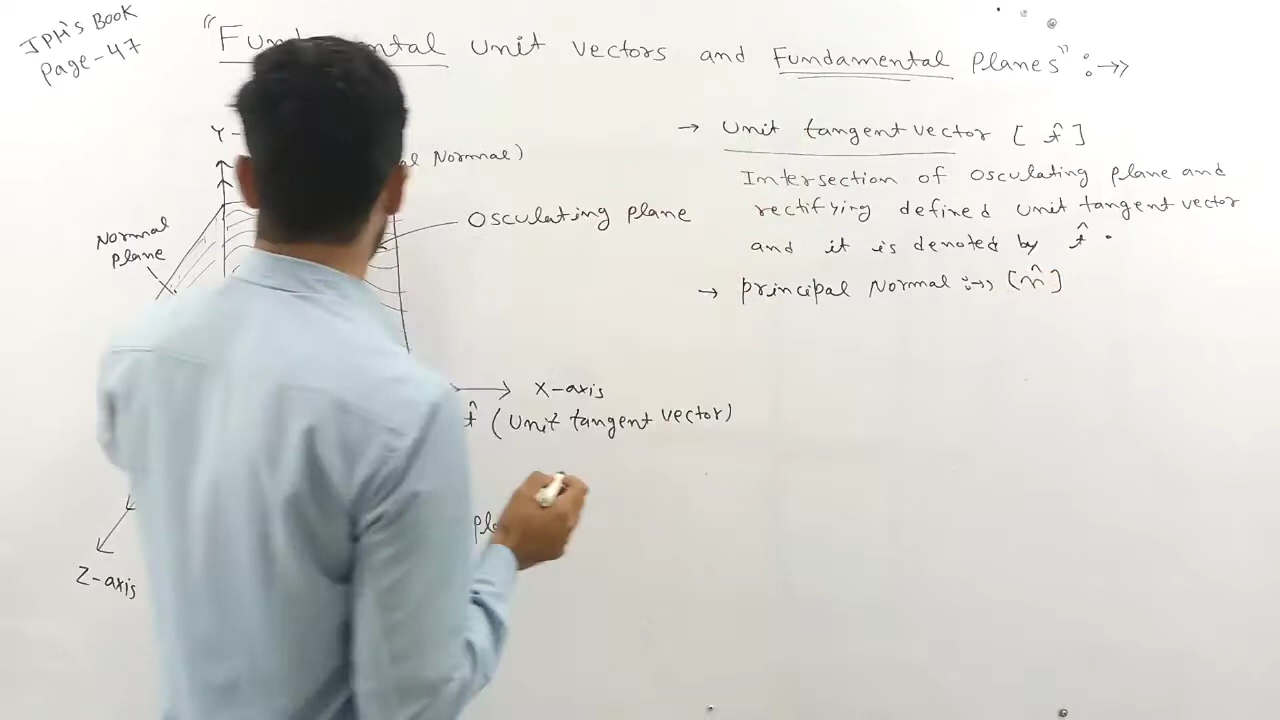 JPH's Book
Page-47
"Fun ental unit vectors and Fundamental Planes" :→»
Y-
al Normal)
Osculating plane
Normal
plane
X-axis
t̂ (Unit tangent vector)
Z-axis
→ Unit tangent vector [ t̂ ]
Intersection of osculating plane and
rectifying defined unit tangent vector
and it is denoted by t̂ .
→ principal Normal :→» [n̂]